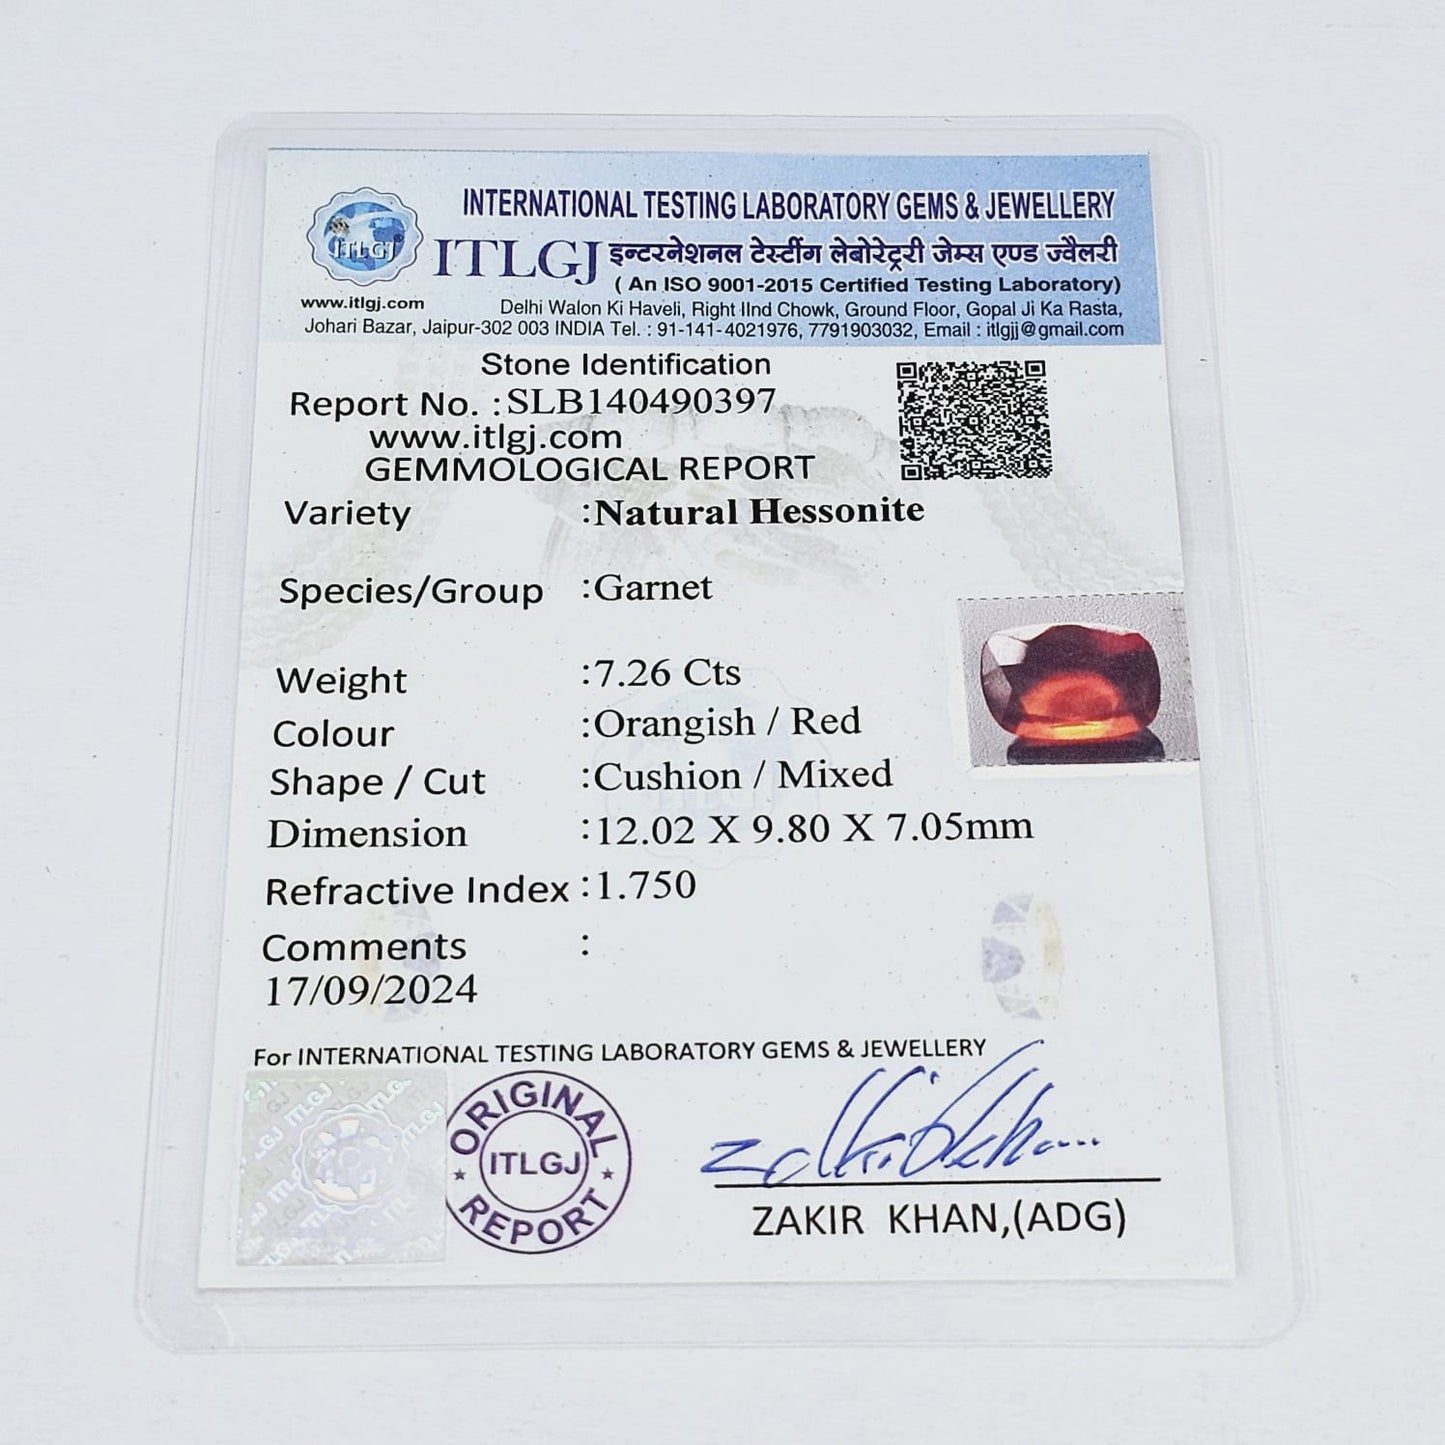 INTERNATIONAL TESTING LABORATORY GEMS & JEWELLERY
ITLGJ
ITLGJ इन्टरनेशनल टेस्टींग लेबोरेट्ररी जेम्स एण्ड ज्वैलरी
( An ISO 9001-2015 Certified Testing Laboratory)
www.itlgj.com Delhi Walon Ki Haveli, Right IInd Chowk, Ground Floor, Gopal Ji Ka Rasta,
Johari Bazar, Jaipur-302 003 INDIA Tel. : 91-141-4021976, 7791903032, Email : itlgjj@gmail.com
Stone Identification
Report No. :SLB140490397
www.itlgj.com
GEMMOLOGICAL REPORT
Variety :Natural Hessonite
Species/Group :Garnet
Weight :7.26 Cts
Colour :Orangish / Red
Shape / Cut :Cushion / Mixed
Dimension :12.02 X 9.80 X 7.05mm
Refractive Index :1.750
Comments :
17/09/2024
For INTERNATIONAL TESTING LABORATORY GEMS & JEWELLERY
ORIGINAL
ITLGJ
REPORT
ZAKIR KHAN,(ADG)